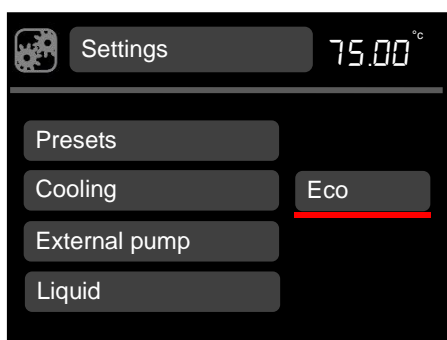 Settings 75.00 °c
Presets
Cooling Eco
External pump
Liquid